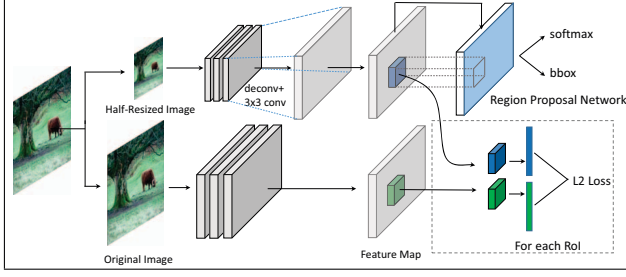 softmax
bbox
Half-Resized Image
deconv+
3x3 conv
Region Proposal Network
L2 Loss
For each RoI
Original Image
Feature Map